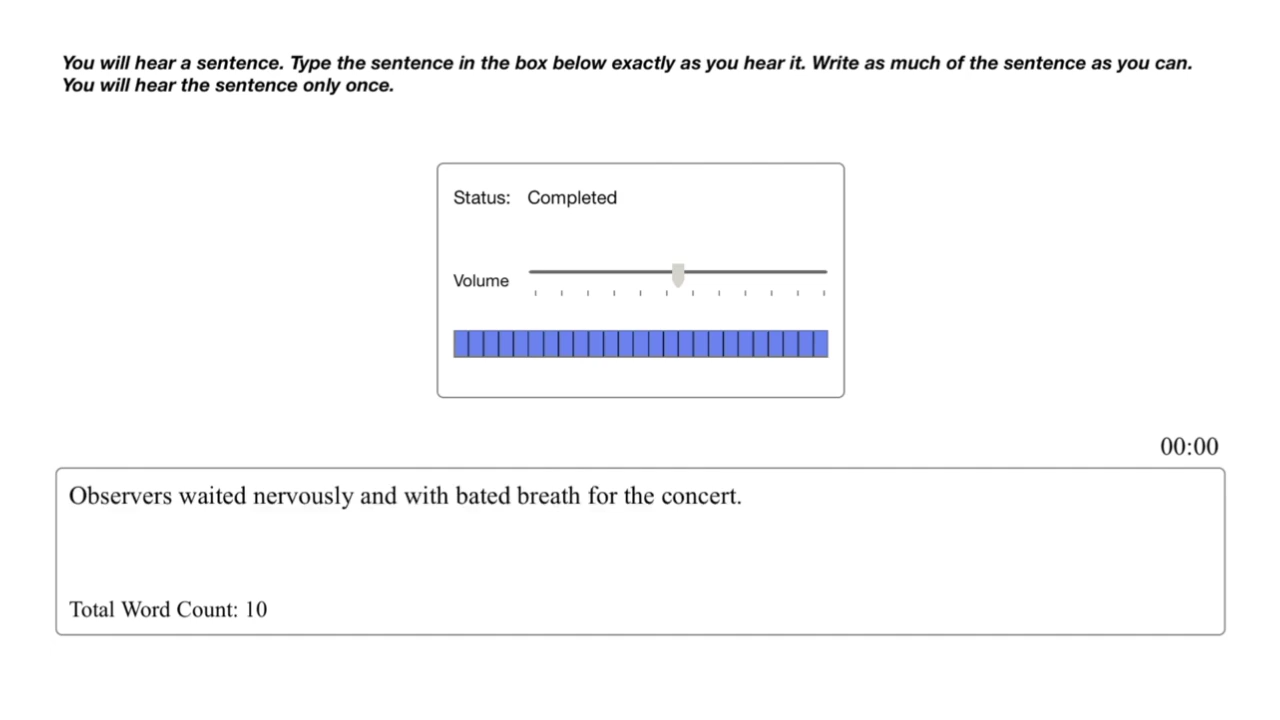 You will hear a sentence. Type the sentence in the box below exactly as you hear it. Write as much of the sentence as you can.
You will hear the sentence only once.
Status: Completed
Volume
00:00
Observers waited nervously and with bated breath for the concert.
Total Word Count: 10